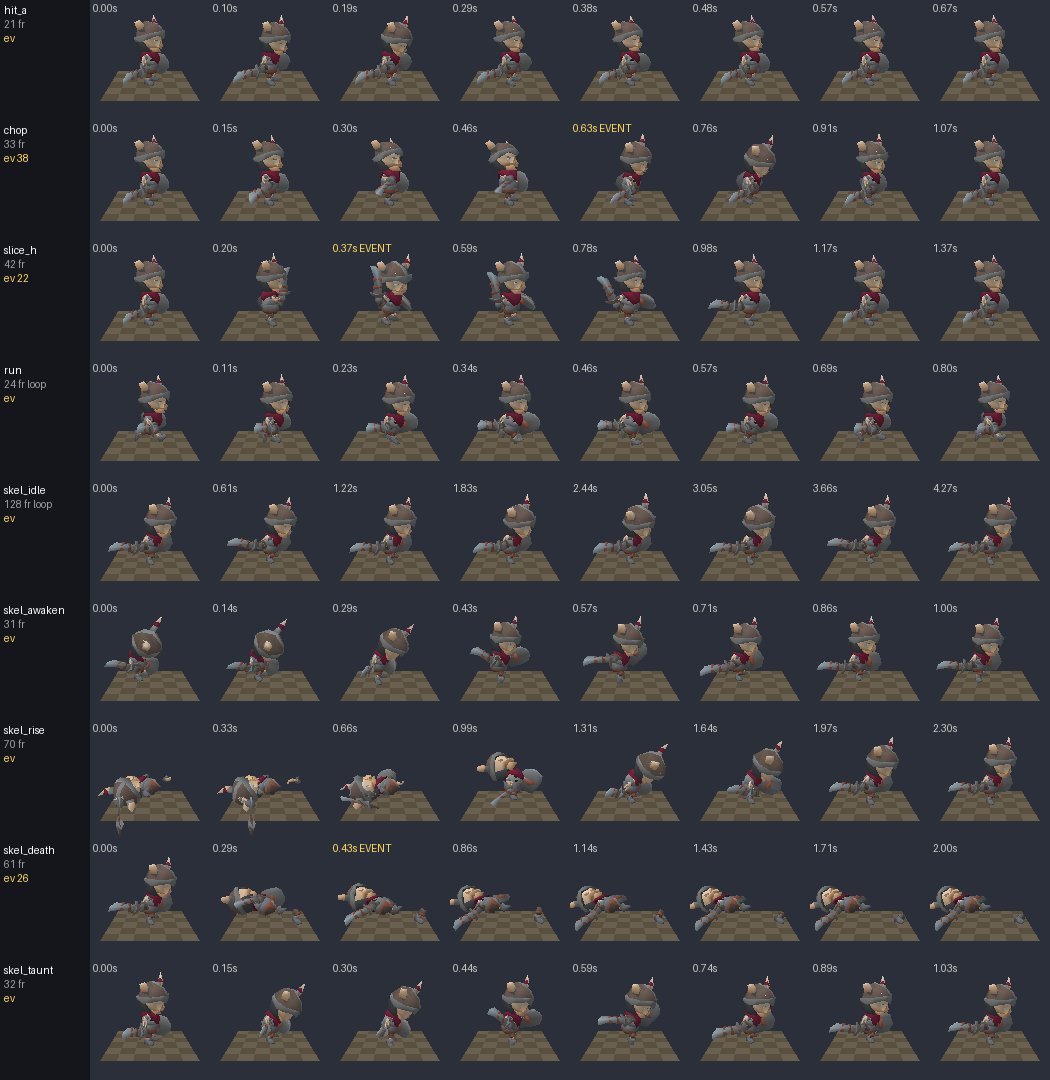 hit_a
21 fr
ev
0.00s 0.10s 0.19s 0.29s 0.38s 0.48s 0.57s 0.67s
chop
33 fr
ev 38
0.00s 0.15s 0.30s 0.46s 0.63s EVENT 0.76s 0.91s 1.07s
slice_h
42 fr
ev 22
0.00s 0.20s 0.37s EVENT 0.59s 0.78s 0.98s 1.17s 1.37s
run
24 fr loop
ev
0.00s 0.11s 0.23s 0.34s 0.46s 0.57s 0.69s 0.80s
skel_idle
128 fr loop
ev
0.00s 0.61s 1.22s 1.83s 2.44s 3.05s 3.66s 4.27s
skel_awaken
31 fr
ev
0.00s 0.14s 0.29s 0.43s 0.57s 0.71s 0.86s 1.00s
skel_rise
70 fr
ev
0.00s 0.33s 0.66s 0.99s 1.31s 1.64s 1.97s 2.30s
skel_death
61 fr
ev 26
0.00s 0.29s 0.43s EVENT 0.86s 1.14s 1.43s 1.71s 2.00s
skel_taunt
32 fr
ev
0.00s 0.15s 0.30s 0.44s 0.59s 0.74s 0.89s 1.03s